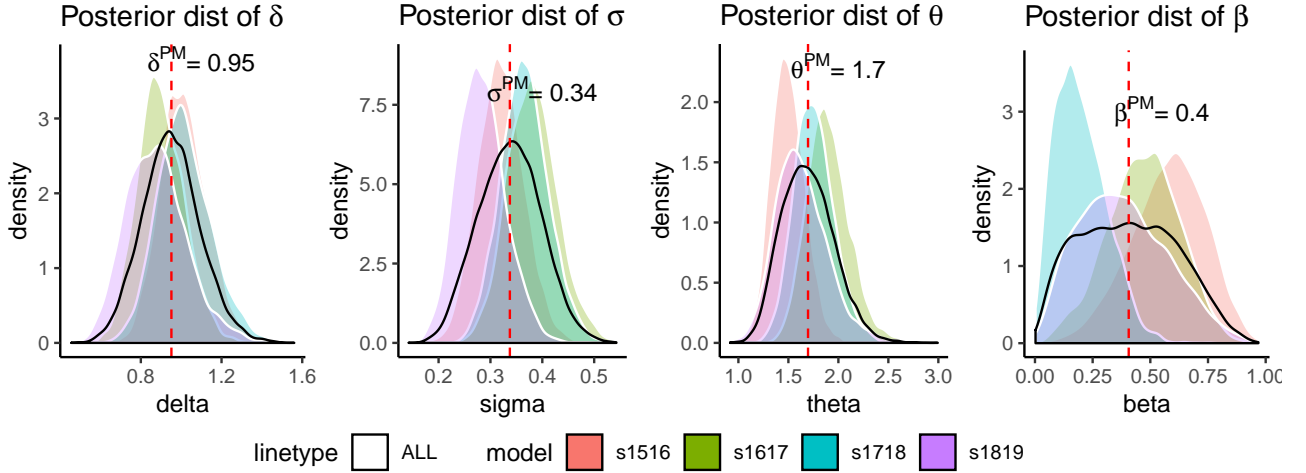 Posterior dist of δ
δPM = 0.95
density
3
2
1
0
0.8
1.2
1.6
delta
Posterior dist of σ
σPM = 0.34
density
7.5
5.0
2.5
0.0
0.2
0.3
0.4
0.5
sigma
Posterior dist of θ
θPM = 1.7
density
2.0
1.5
1.0
0.5
0.0
1.0
1.5
2.0
2.5
3.0
theta
Posterior dist of β
βPM = 0.4
density
3
2
1
0
0.00
0.25
0.50
0.75
1.00
beta
linetype ALL model s1516 s1617 s1718 s1819